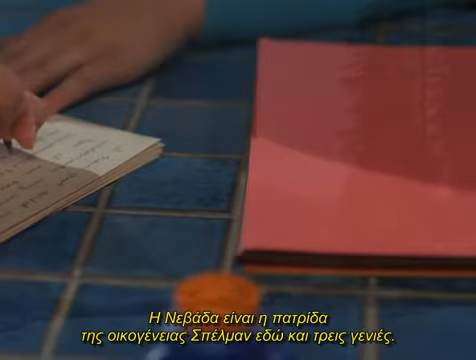 Η Νεβάδα είναι η πατρίδα
της οικογένειας Σπέλμαν εδώ και τρεις γενιές.